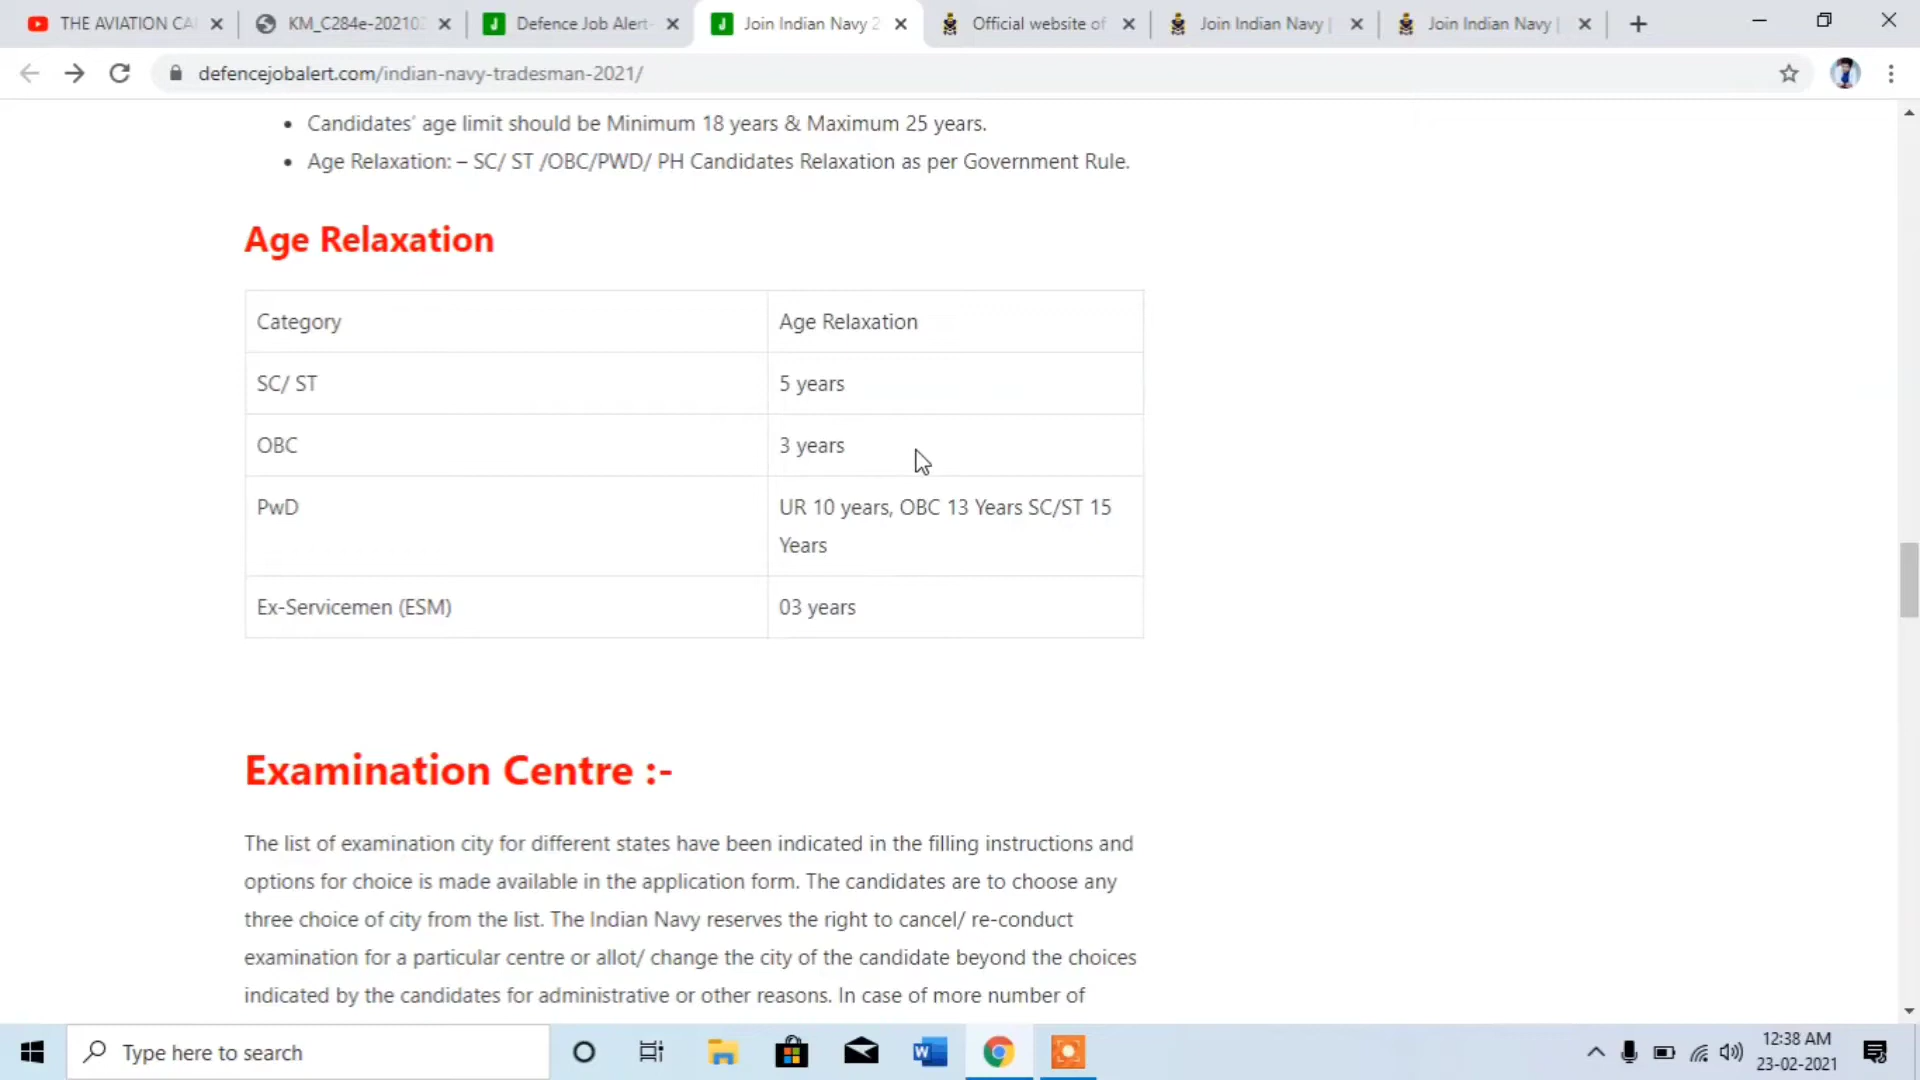 THE AVIATION CA
KM_C284e-20210
Defence Job Alert
Join Indian Navy 2
Official website of
Join Indian Navy |
Join Indian Navy |
defencejobalert.com/indian-navy-tradesman-2021/
• Candidates' age limit should be Minimum 18 years & Maximum 25 years.
• Age Relaxation: – SC/ ST /OBC/PWD/ PH Candidates Relaxation as per Government Rule.
Age Relaxation
Category Age Relaxation
SC/ ST 5 years
OBC 3 years
PwD UR 10 years, OBC 13 Years SC/ST 15
Years
Ex-Servicemen (ESM) 03 years
Examination Centre :-
The list of examination city for different states have been indicated in the filling instructions and
options for choice is made available in the application form. The candidates are to choose any
three choice of city from the list. The Indian Navy reserves the right to cancel/ re-conduct
examination for a particular centre or allot/ change the city of the candidate beyond the choices
indicated by the candidates for administrative or other reasons. In case of more number of
Type here to search
12:38 AM
23-02-2021